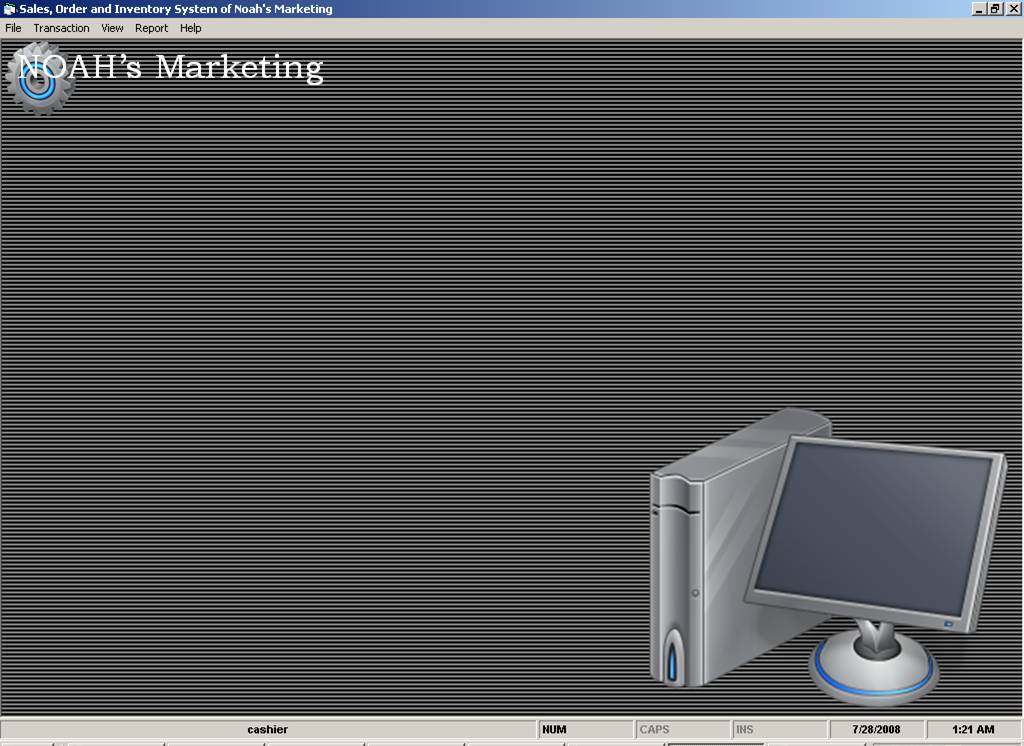 Sales, Order and Inventory System of Noah's Marketing
File Transaction View Report Help
NOAH's Marketing
cashier NUM CAPS INS 7/28/2008 1:21 AM